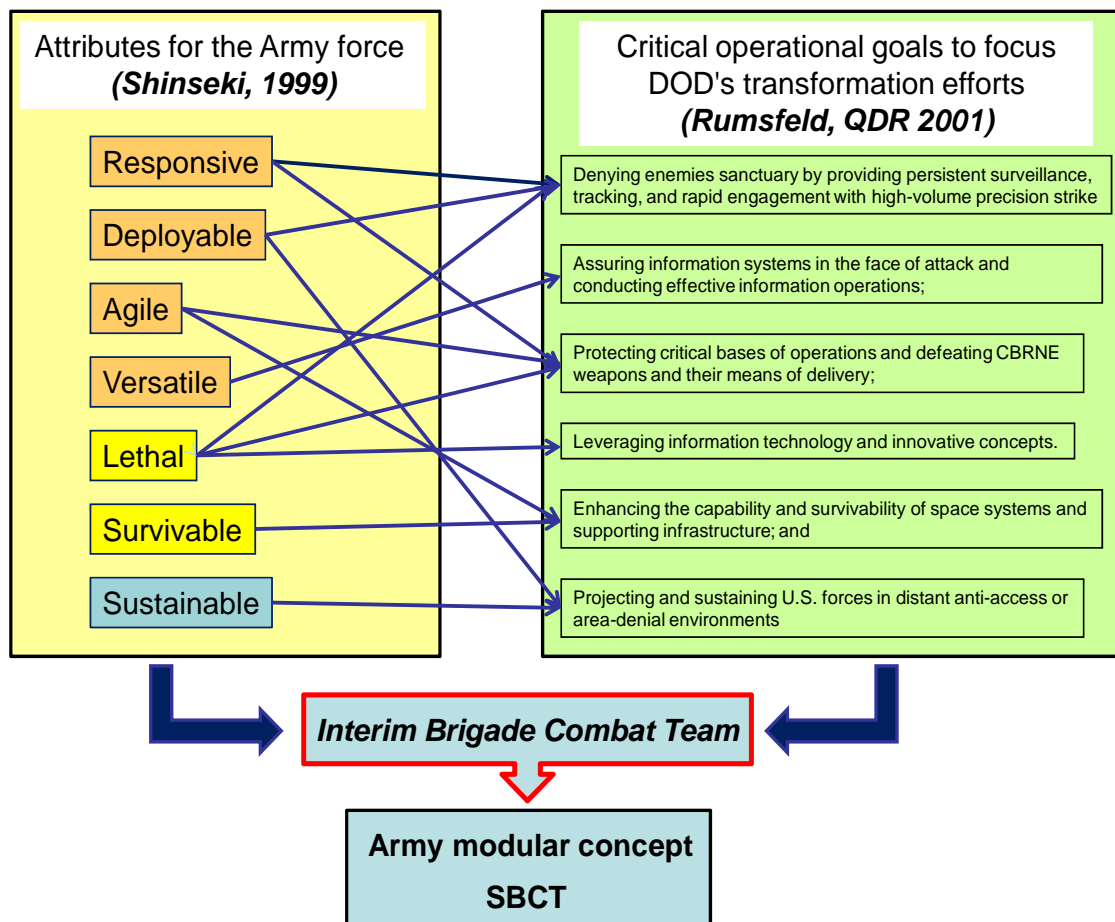 Attributes for the Army force
(Shinseki, 1999)
Responsive
Deployable
Agile
Versatile
Lethal
Survivable
Sustainable
Critical operational goals to focus
DOD's transformation efforts
(Rumsfeld, QDR 2001)
Denying enemies sanctuary by providing persistent surveillance,
tracking, and rapid engagement with high-volume precision strike
Assuring information systems in the face of attack and
conducting effective information operations;
Protecting critical bases of operations and defeating CBRNE
weapons and their means of delivery;
Leveraging information technology and innovative concepts.
Enhancing the capability and survivability of space systems and
supporting infrastructure; and
Projecting and sustaining U.S. forces in distant anti-access or
area-denial environments
Interim Brigade Combat Team
Army modular concept
SBCT